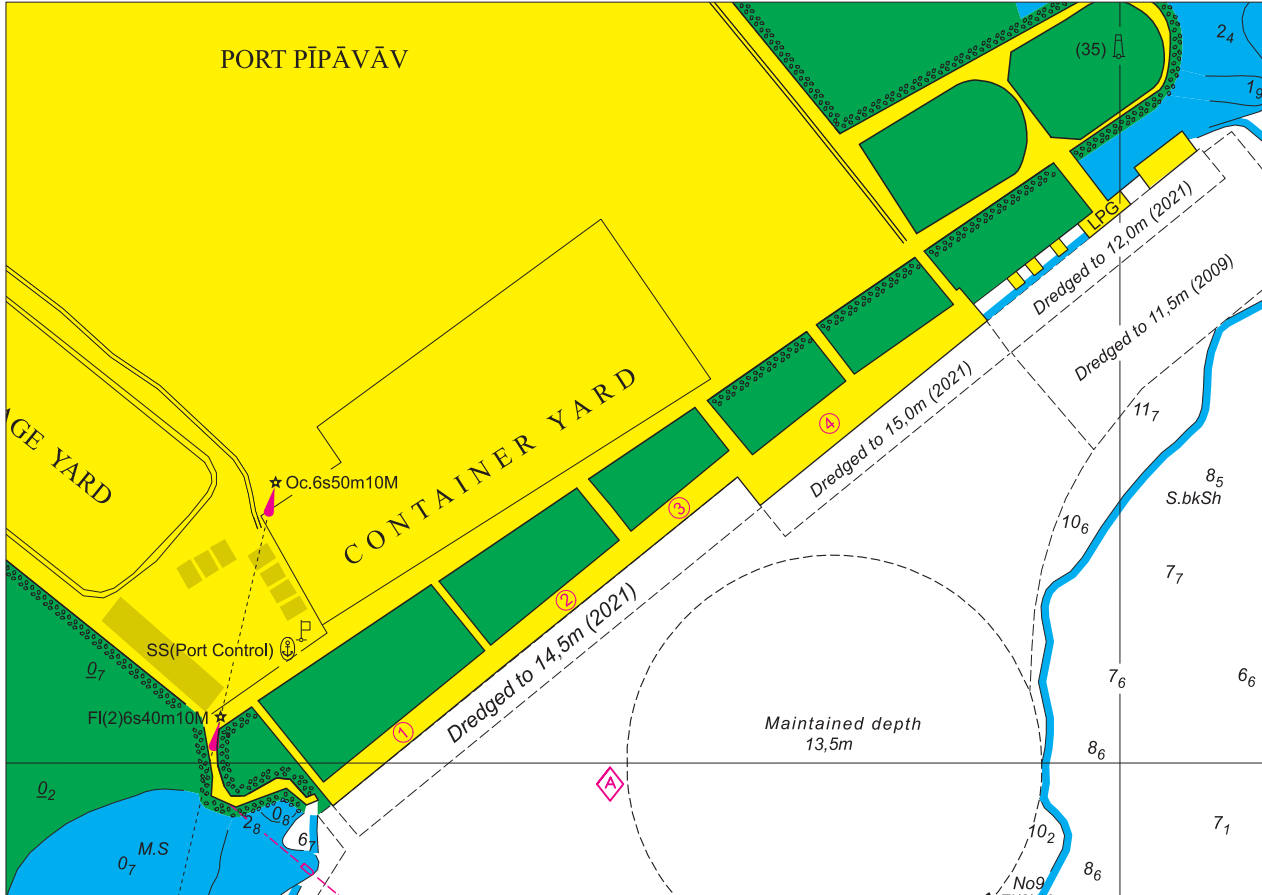 PORT PĪPĀVĀV
(35)
2₄
1₉
LPG
Dredged to 12,0m (2021)
Dredged to 11,5m (2009)
Dredged to 15,0m (2021)
11₇
8₅
S.bkSh
10₆
7₇
AGE YARD
CONTAINER YARD
Oc.6s50m10M
4
3
2
1
Dredged to 14,5m (2021)
SS(Port Control)
0₇
Fl(2)6s40m10M
7₆
6₆
Maintained depth
13,5m
8₆
A
0₂
0₈
2₈
6₇
M.S
0₇
10₂
7₁
8₆
No9